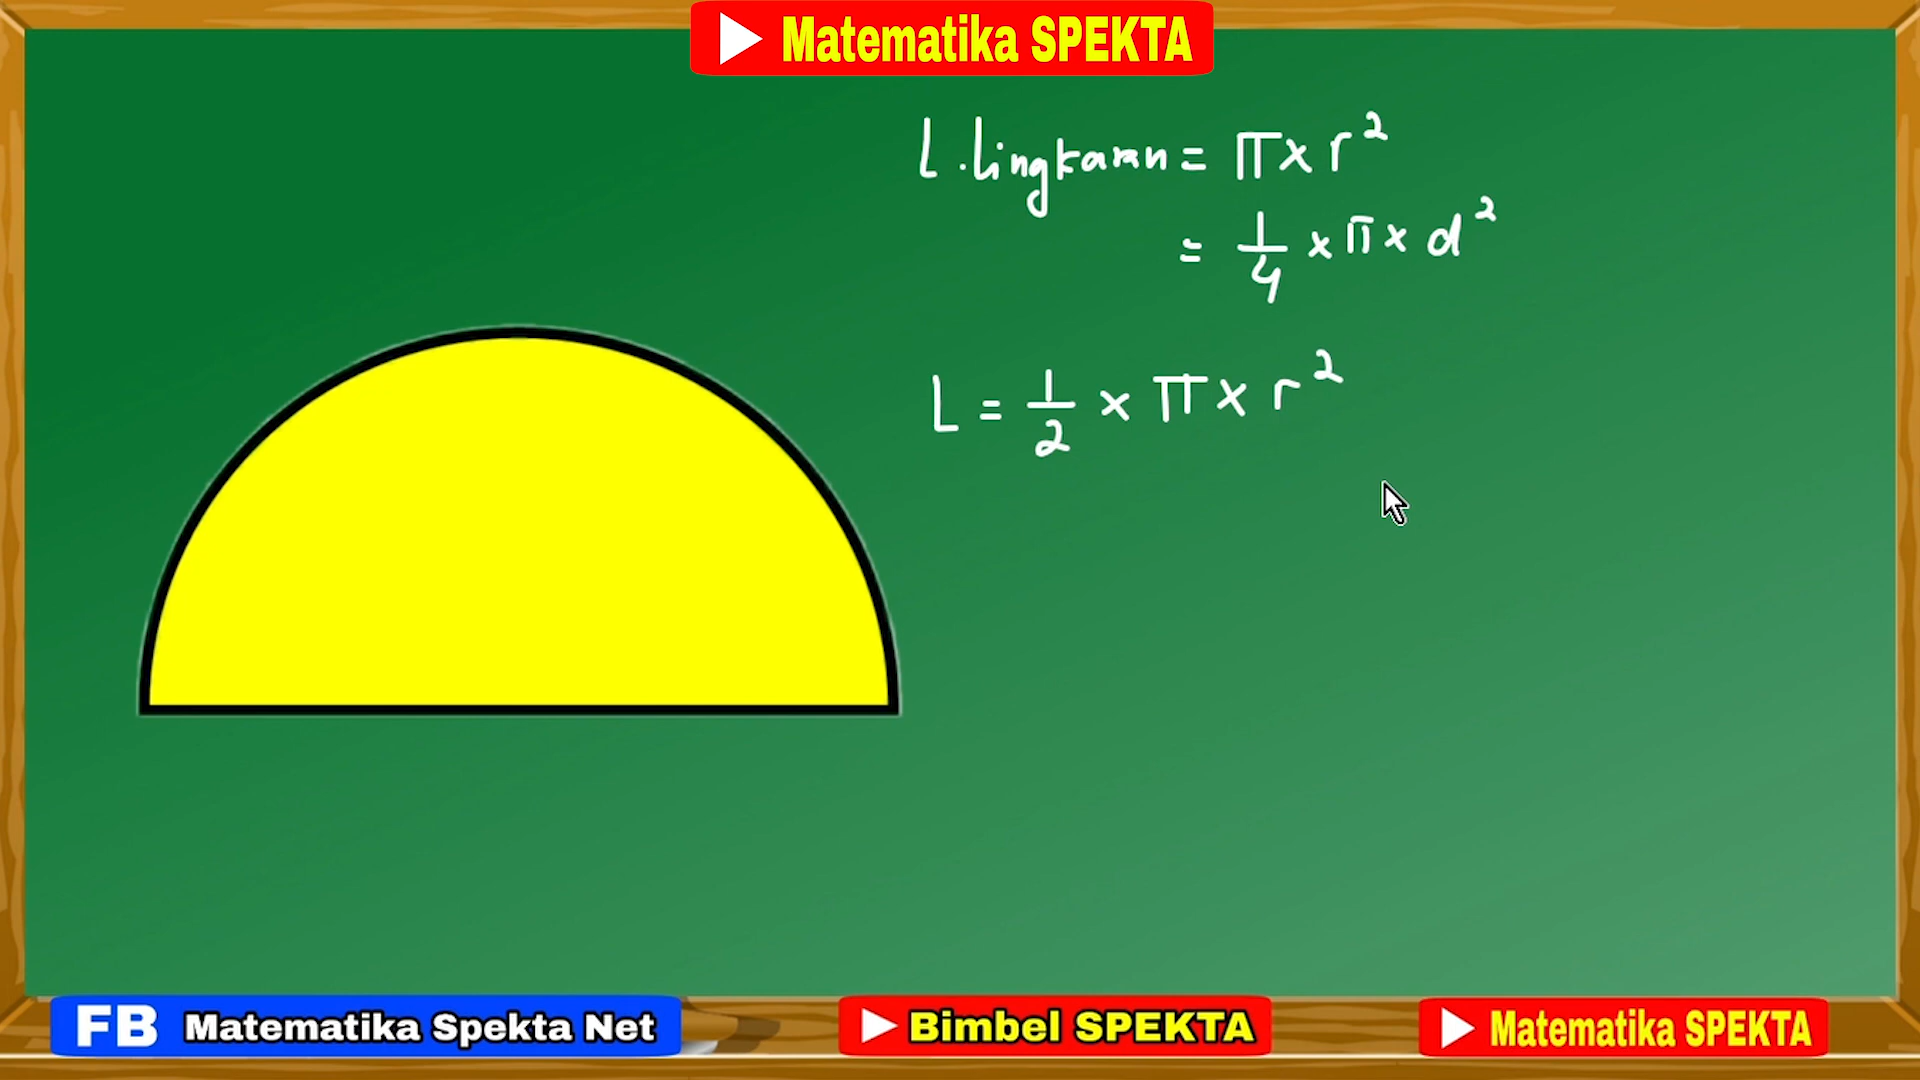 Matematika SPEKTA
L. Lingkaran = π x r²
= 1/4 x π x d²
L = 1/2 x π x r²
FB Matematika Spekta Net
Bimbel SPEKTA
Matematika SPEKTA